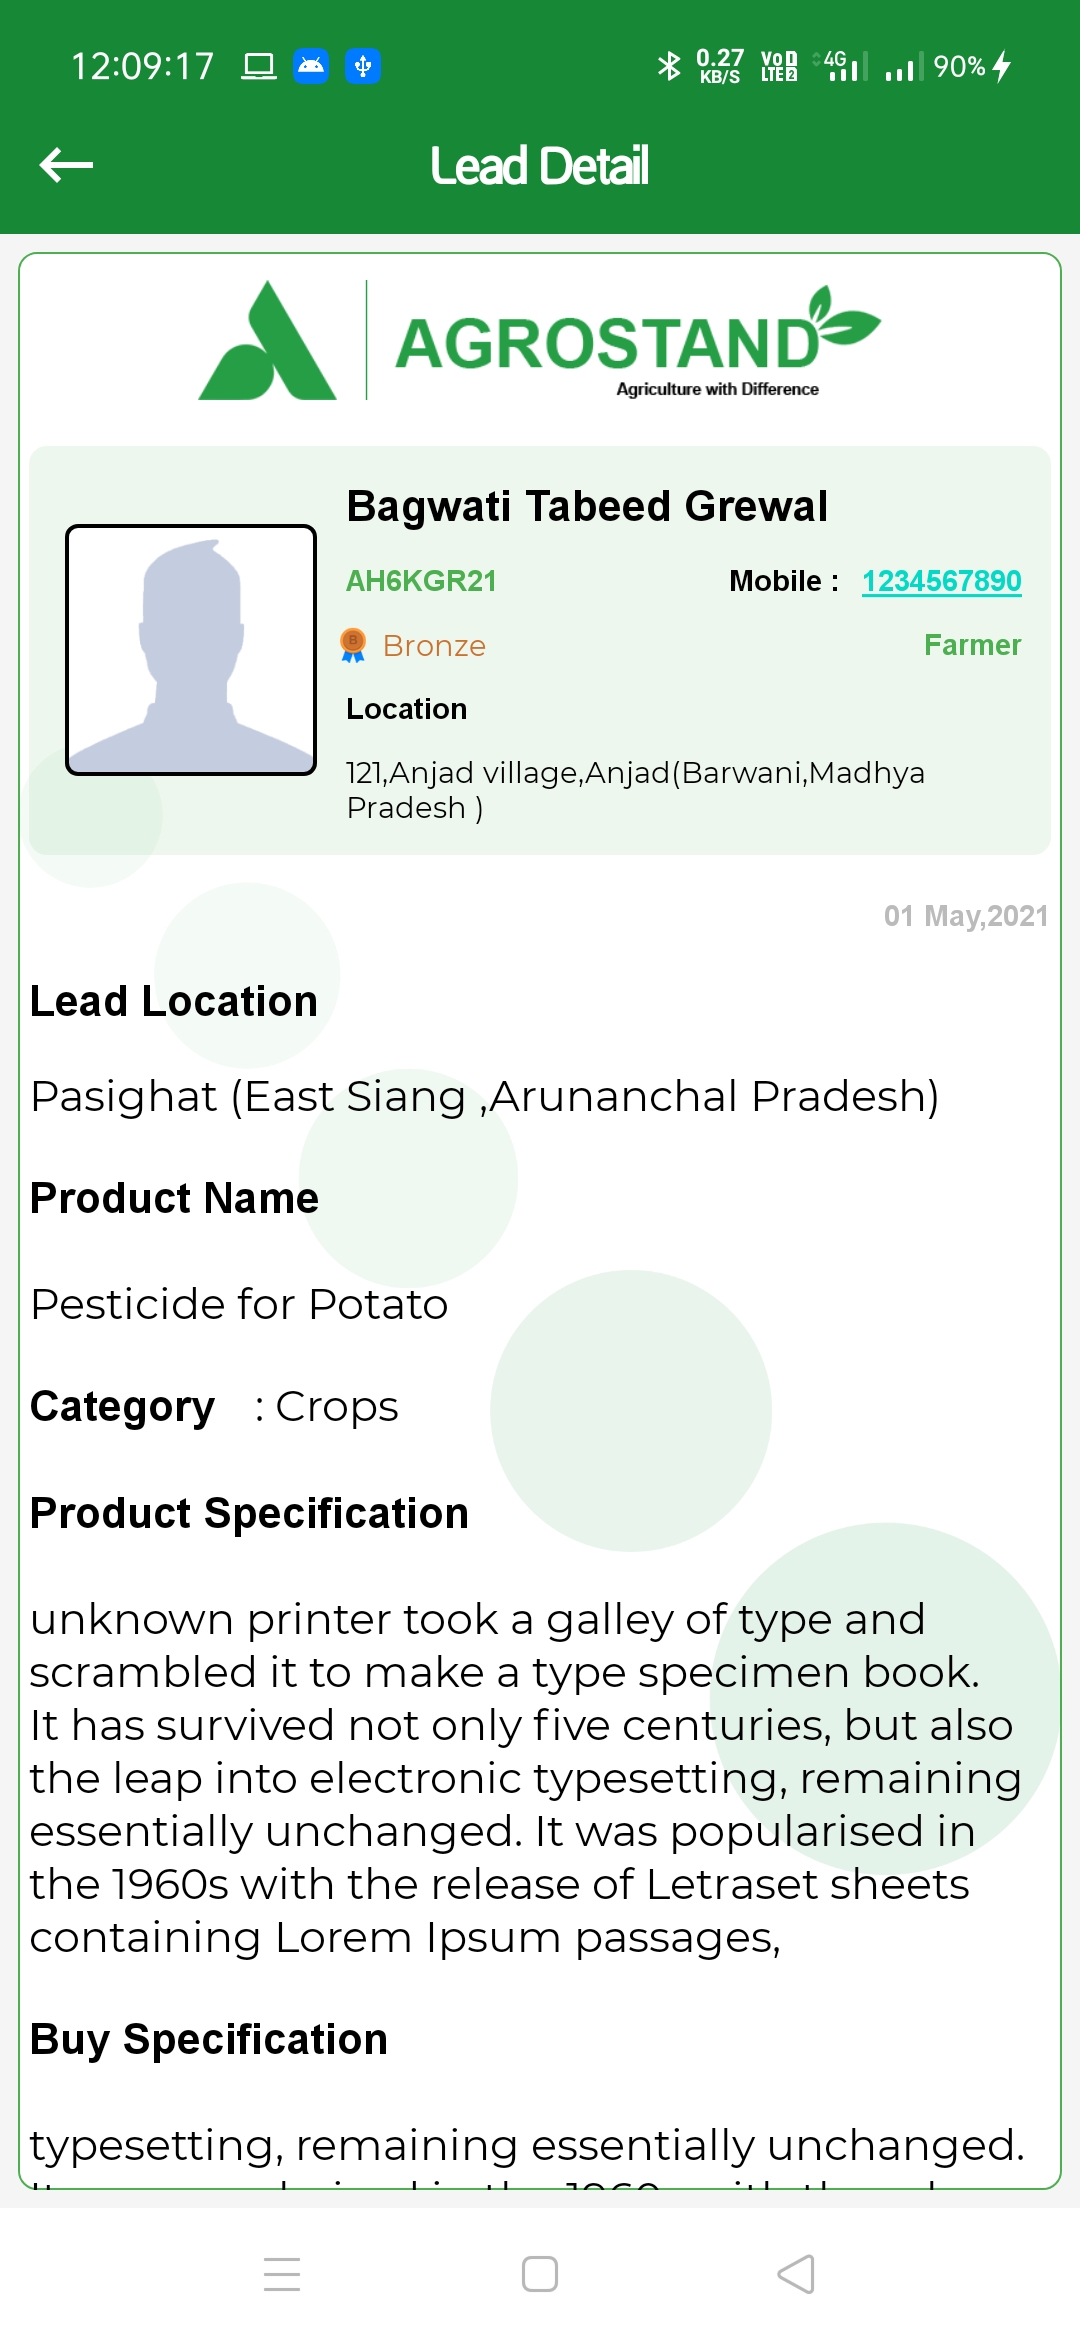 12:09:17 0.27 KB/S VoD LTE 2 4G 90%
Lead Detail
AGROSTAND
Agriculture with Difference
Bagwati Tabeed Grewal
AH6KGR21 Mobile : 1234567890
B Bronze Farmer
Location
121,Anjad village,Anjad(Barwani,Madhya
Pradesh )
01 May,2021
Lead Location
Pasighat (East Siang ,Arunanchal Pradesh)
Product Name
Pesticide for Potato
Category : Crops
Product Specification
unknown printer took a galley of type and
scrambled it to make a type specimen book.
It has survived not only five centuries, but also
the leap into electronic typesetting, remaining
essentially unchanged. It was popularised in
the 1960s with the release of Letraset sheets
containing Lorem Ipsum passages,
Buy Specification
typesetting, remaining essentially unchanged.